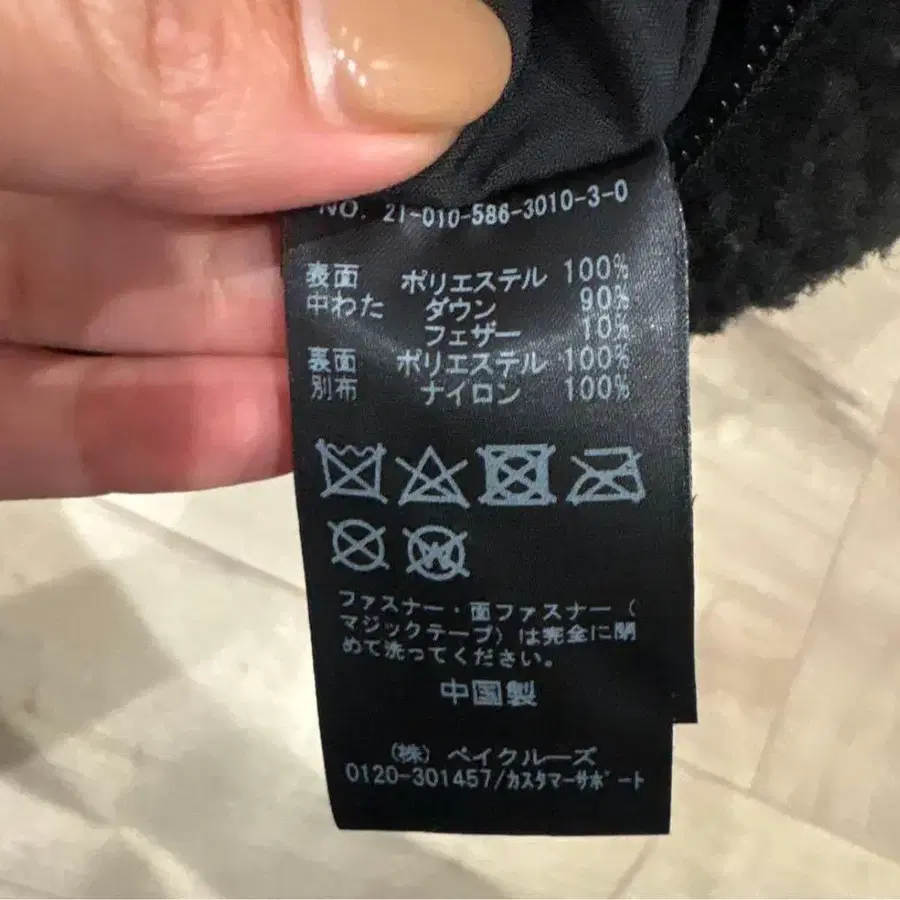 NO. 21-010-586-3010-3-0
表面 ポリエステル 100%
中わた ダウン 90%
フェザー 10%
裏面 ポリエステル 100%
別布 ナイロン 100%
W
ファスナー・面ファスナー（
マジックテープ）は完全に閉
めて洗ってください。
中国製
（株）ベイクルーズ
0120-301457/ｶｽﾀﾏｰｻﾎﾟｰﾄ